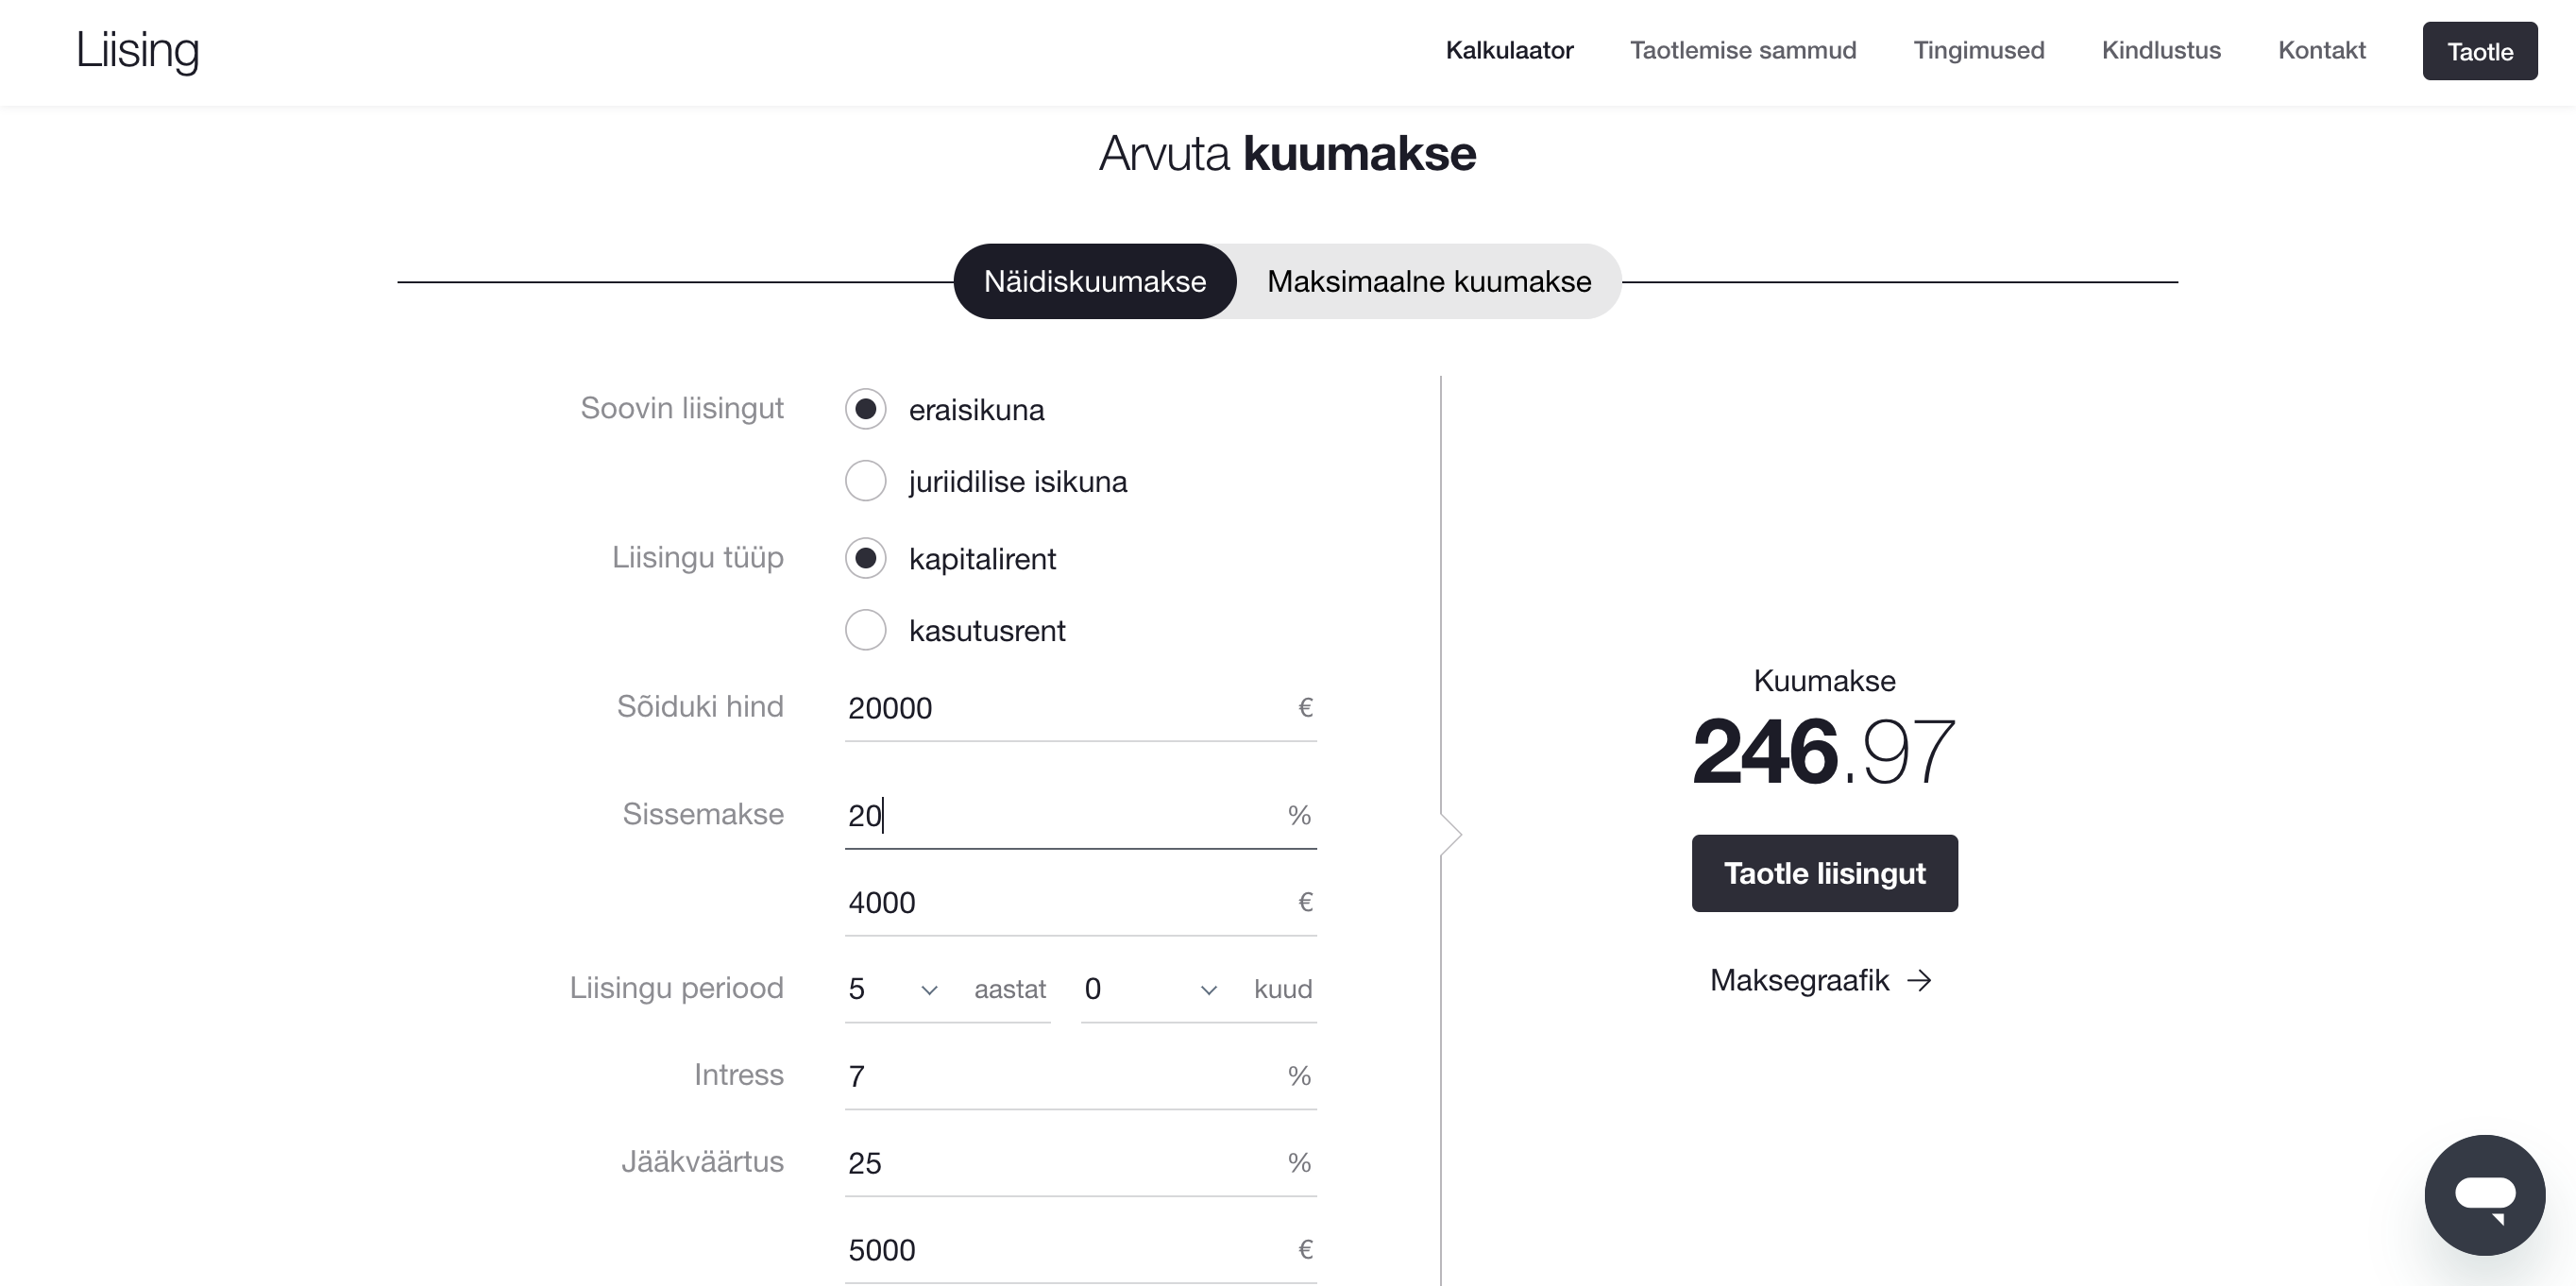 Liising
Kalkulaator Taotlemise sammud Tingimused Kindlustus Kontakt Taotle
Arvuta kuumakse
Näidiskuumakse Maksimaalne kuumakse
Soovin liisingut eraisikuna
juriidilise isikuna
Liisingu tüüp kapitalirent
kasutusrent
Sõiduki hind 20000 €
Sissemakse 20 %
4000 €
Liisingu periood 5 aastat 0 kuud
Intress 7 %
Jääkväärtus 25 %
5000 €
Kuumakse
246.97
Taotle liisingut
Maksegraafik →